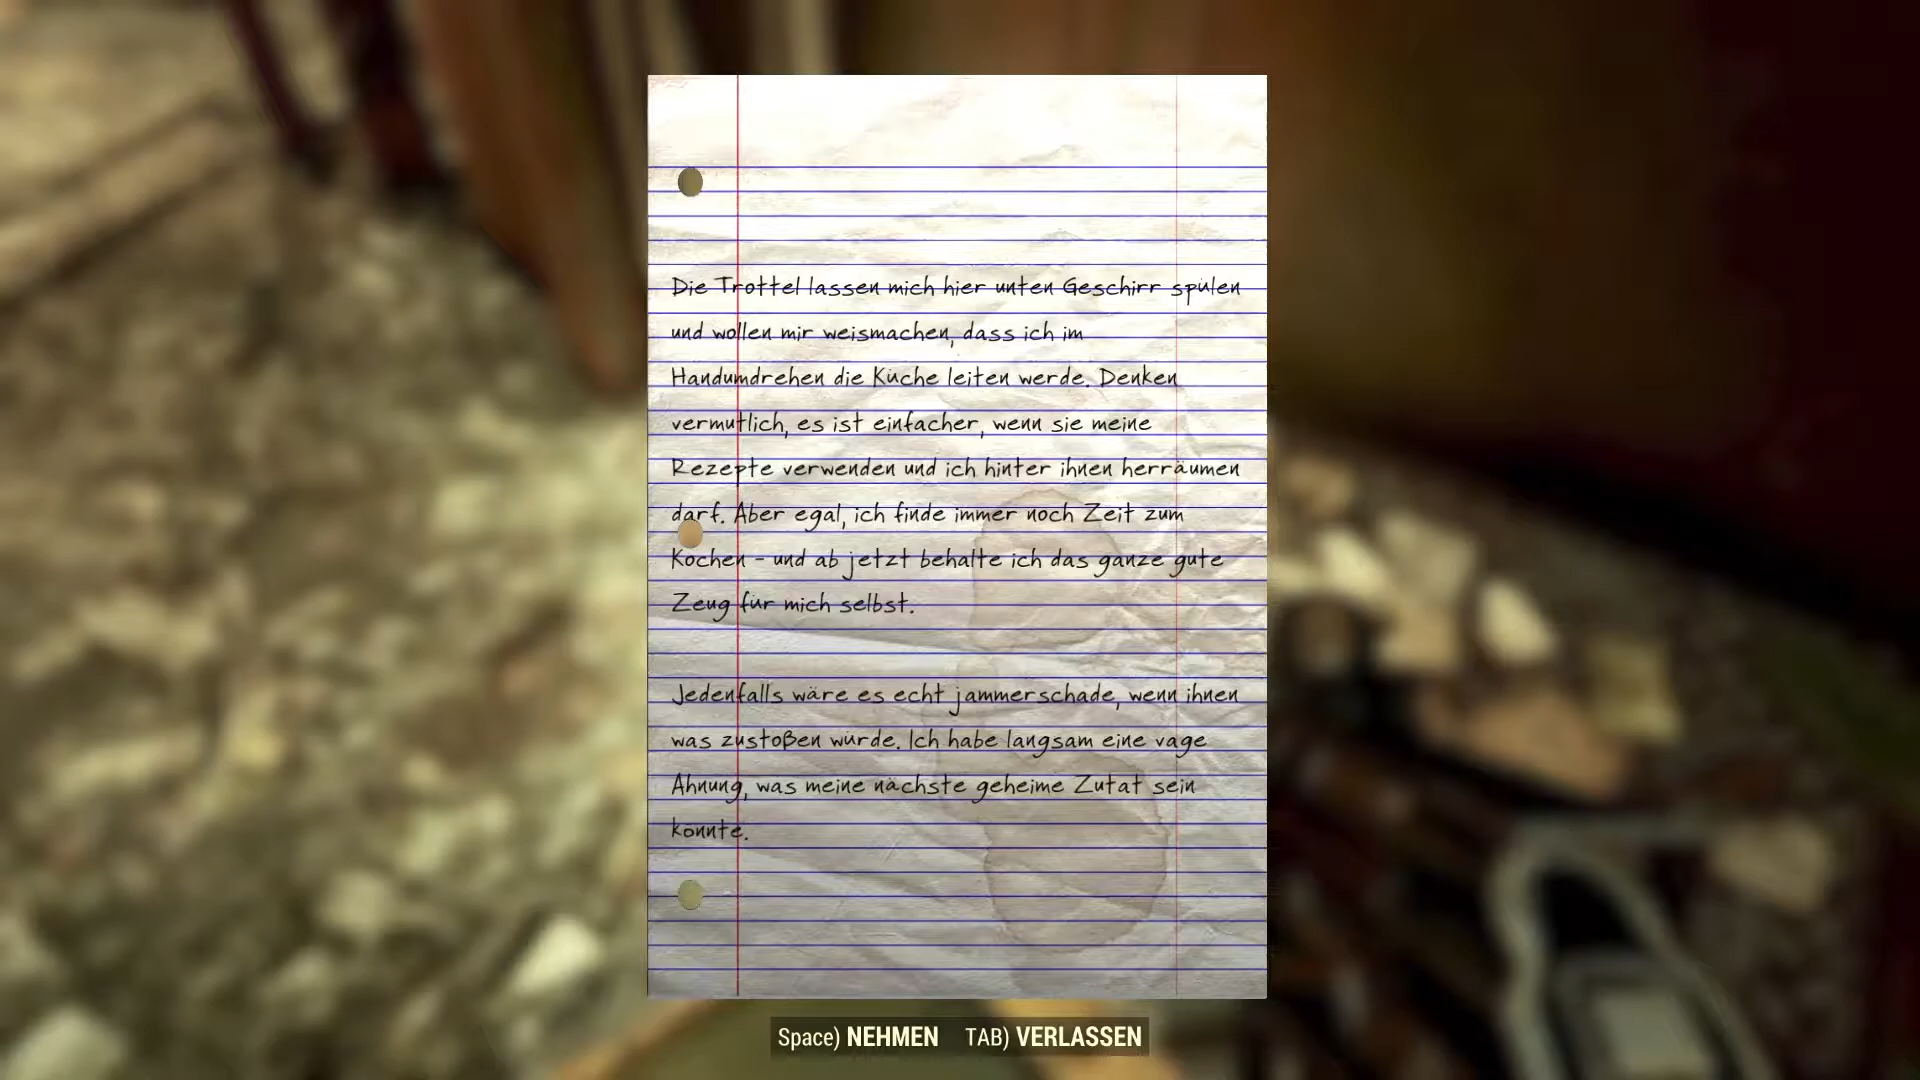 Die Trottel lassen mich hier unten Geschirr spülen
und wollen mir weismachen, dass ich im
Handumdrehen die Küche leiten werde. Denken
vermutlich, es ist einfacher, wenn sie meine
Rezepte verwenden und ich hinter ihnen herräumen
darf. Aber egal, ich finde immer noch Zeit zum
Kochen - und ab jetzt behalte ich das ganze gute
Zeug für mich selbst.
Jedenfalls wäre es echt jammerschade, wenn ihnen
was zustoßen würde. Ich habe langsam eine vage
Ahnung, was meine nächste geheime Zutat sein
könnte.
Space) NEHMEN TAB) VERLASSEN